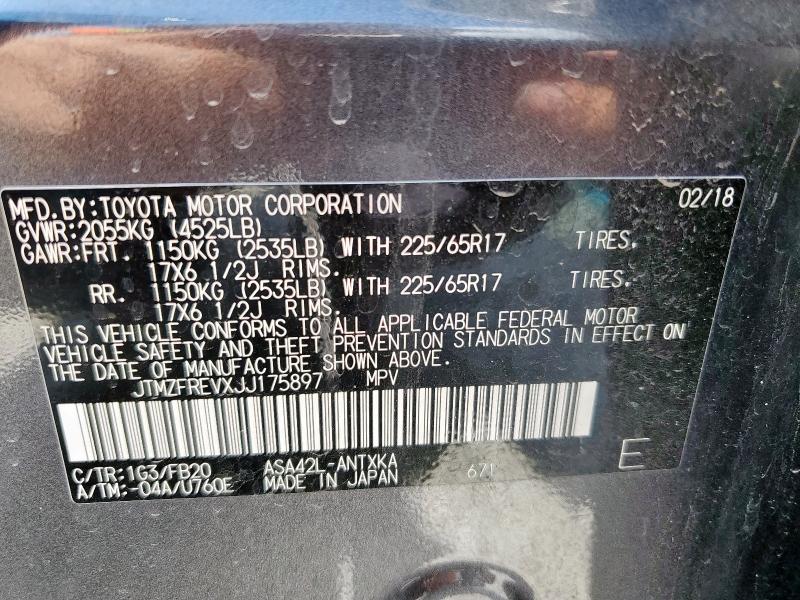 MFD.BY:TOYOTA MOTOR CORPORATION 02/18
GVWR:2055KG (4525LB)
GAWR:FRT. 1150KG (2535LB) WITH 225/65R17 TIRES.
17X6 1/2J RIMS.
RR. 1150KG (2535LB) WITH 225/65R17 TIRES.
17X6 1/2J RIMS.
THIS VEHICLE CONFORMS TO ALL APPLICABLE FEDERAL MOTOR
VEHICLE SAFETY AND THEFT PREVENTION STANDARDS IN EFFECT ON
THE DATE OF MANUFACTURE SHOWN ABOVE.
JTMZFREVXJJ175897 MPV
C/TR:1G3/FB20 ASA42L-ANTXKA 671 E
A/TM:-04A/U760E MADE IN JAPAN